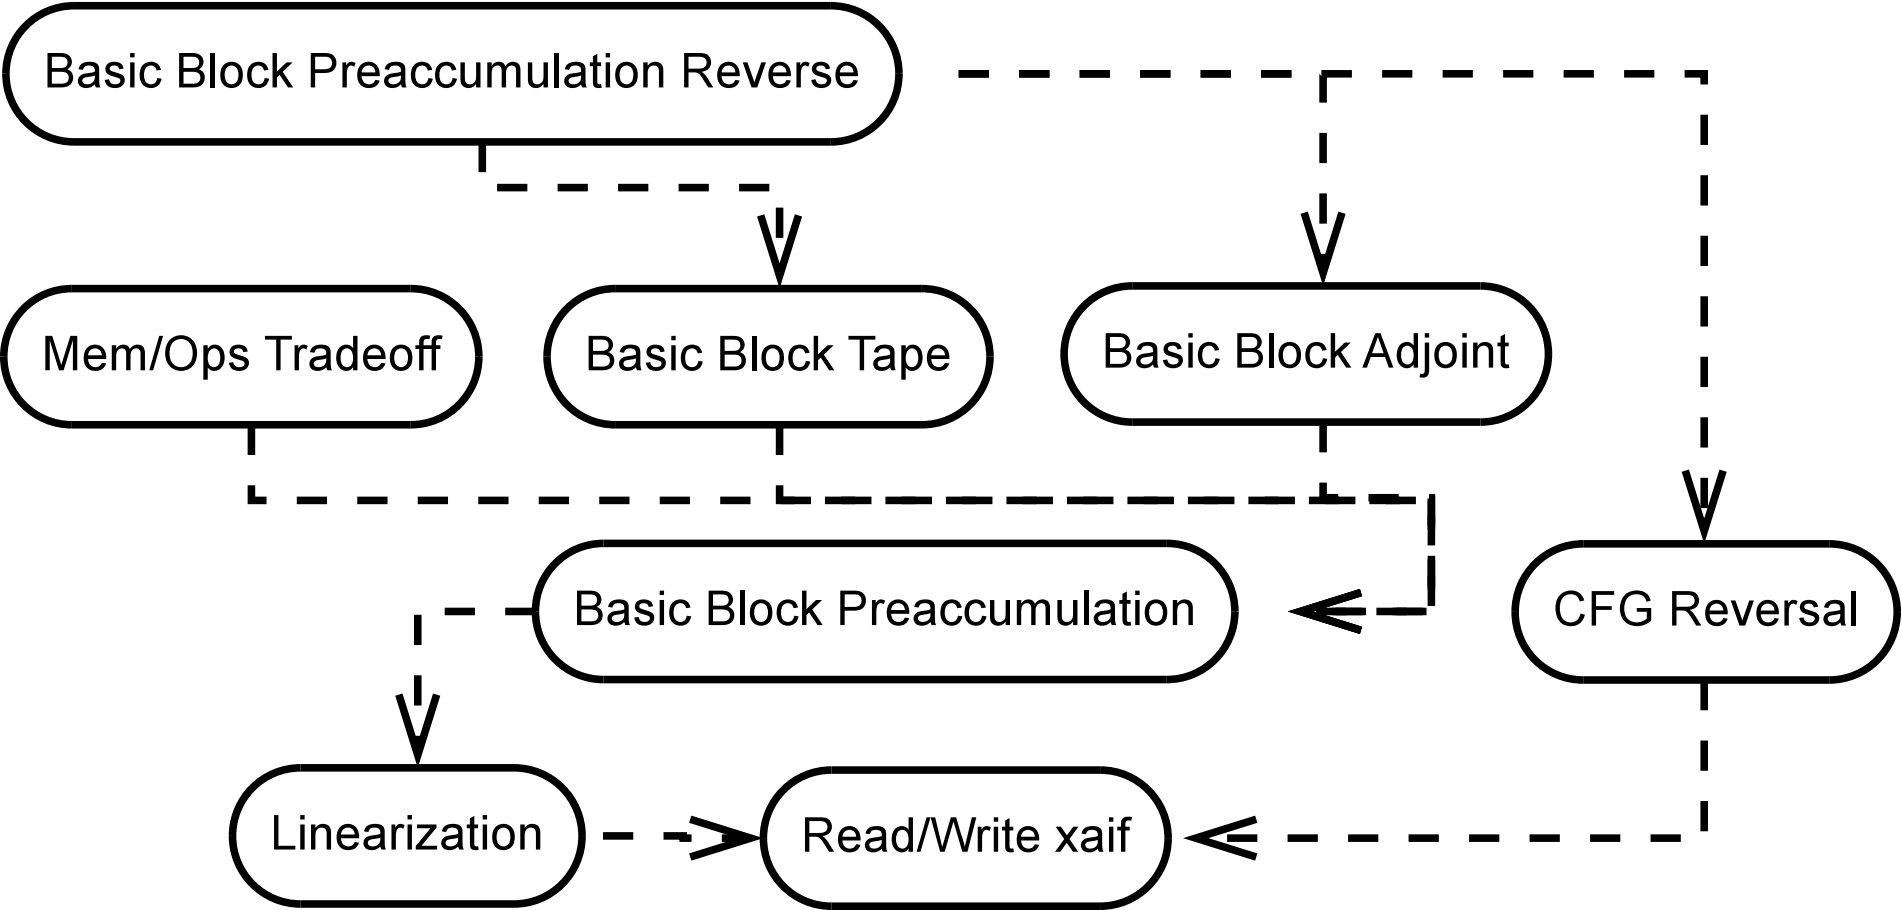 Basic Block Preaccumulation Reverse
Mem/Ops Tradeoff
Basic Block Tape
Basic Block Adjoint
Basic Block Preaccumulation
CFG Reversal
Linearization
Read/Write xaif